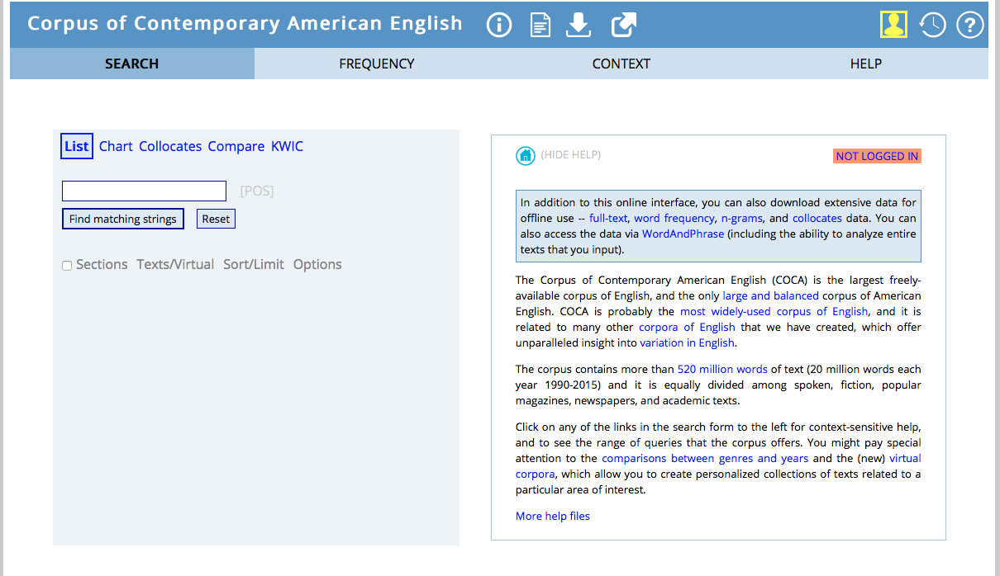 Corpus of Contemporary American English
SEARCH FREQUENCY CONTEXT HELP
List Chart Collocates Compare KWIC
[POS]
Find matching strings Reset
Sections Texts/Virtual Sort/Limit Options
(HIDE HELP) NOT LOGGED IN
In addition to this online interface, you can also download extensive data for
offline use -- full-text, word frequency, n-grams, and collocates data. You can
also access the data via WordAndPhrase (including the ability to analyze entire
texts that you input).
The Corpus of Contemporary American English (COCA) is the largest freely-
available corpus of English, and the only large and balanced corpus of American
English. COCA is probably the most widely-used corpus of English, and it is
related to many other corpora of English that we have created, which offer
unparalleled insight into variation in English.
The corpus contains more than 520 million words of text (20 million words each
year 1990-2015) and it is equally divided among spoken, fiction, popular
magazines, newspapers, and academic texts.
Click on any of the links in the search form to the left for context-sensitive help,
and to see the range of queries that the corpus offers. You might pay special
attention to the comparisons between genres and years and the (new) virtual
corpora, which allow you to create personalized collections of texts related to a
particular area of interest.
More help files